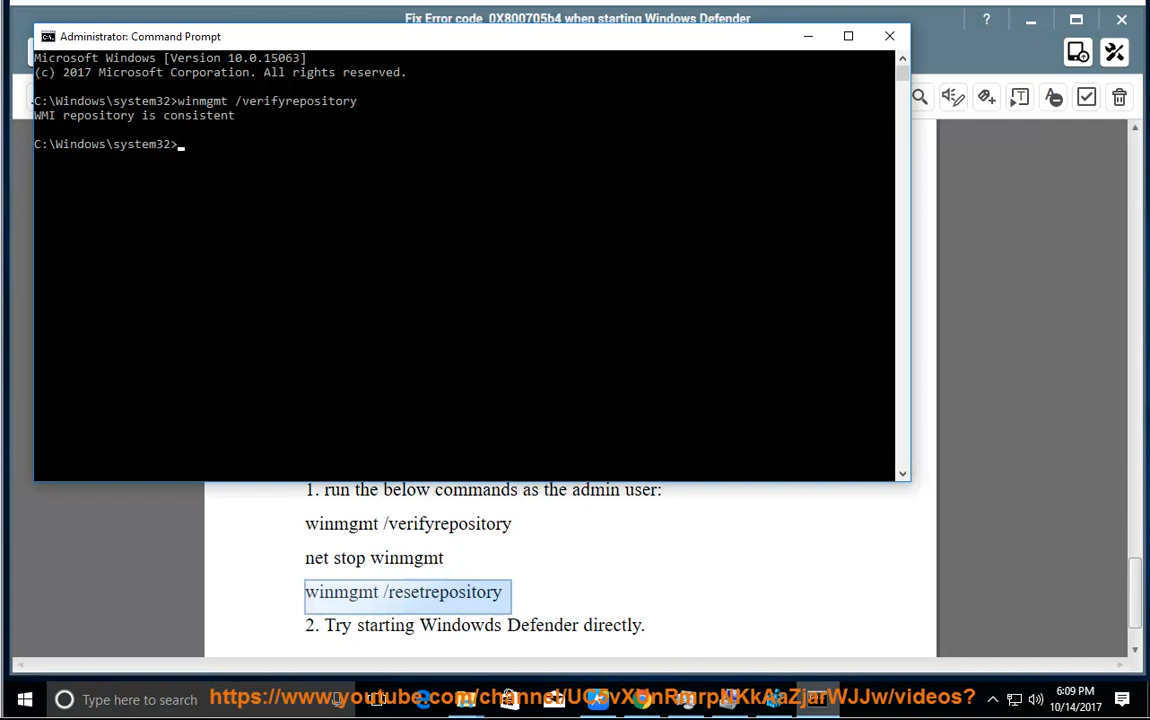 Fix Error code 0X800705b4 when starting Windows Defender
Administrator: Command Prompt
Microsoft Windows [Version 10.0.15063]
(c) 2017 Microsoft Corporation. All rights reserved.
C:\Windows\system32>winmgmt /verifyrepository
WMI repository is consistent
C:\Windows\system32>
1. run the below commands as the admin user:
winmgmt /verifyrepository
net stop winmgmt
winmgmt /resetrepository
2. Try starting Windowds Defender directly.
Type here to search
6:09 PM
10/14/2017